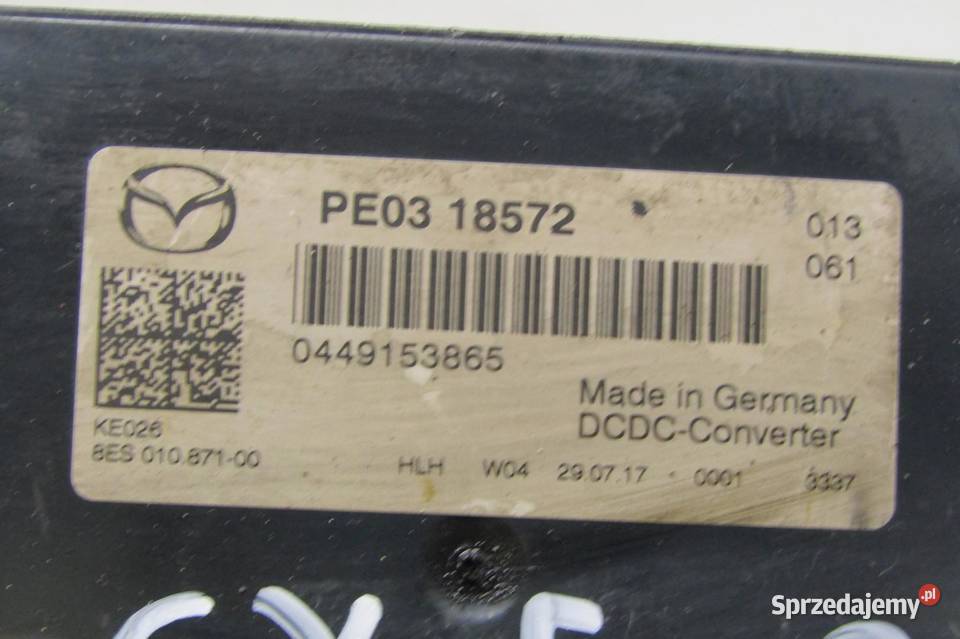 PE03 18572
013
061
0449153865
Made in Germany
DCDC-Converter
KE026
8ES 010.871-00
HLH W04 29.07.17 0001 3337
Sprzedajemy.pl